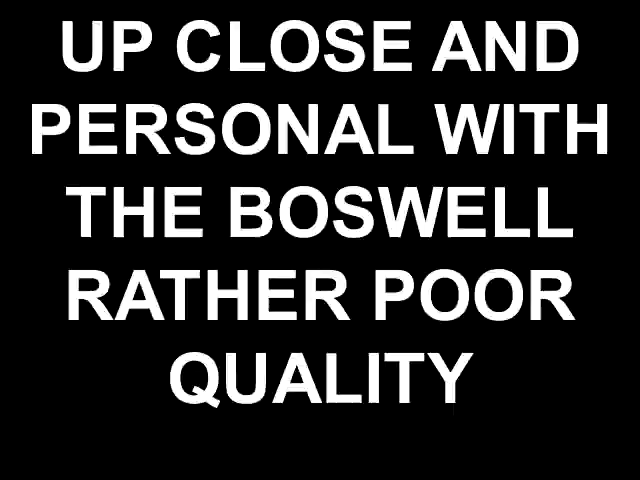 UP CLOSE AND
PERSONAL WITH
THE BOSWELL
RATHER POOR
QUALITY